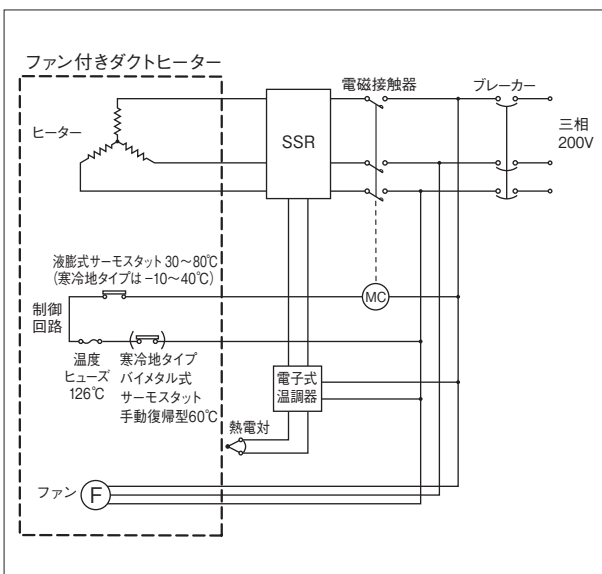 ファン付きダクトヒーター
電磁接触器
ブレーカー
ヒーター
SSR
三相
200V
液膨式サーモスタット 30〜80℃
(寒冷地タイプは−10〜40℃)
MC
制御
回路
温度
ヒューズ
126℃
寒冷地タイプ
バイメタル式
サーモスタット
手動復帰型60℃
電子式
温調器
熱電対
ファン
F